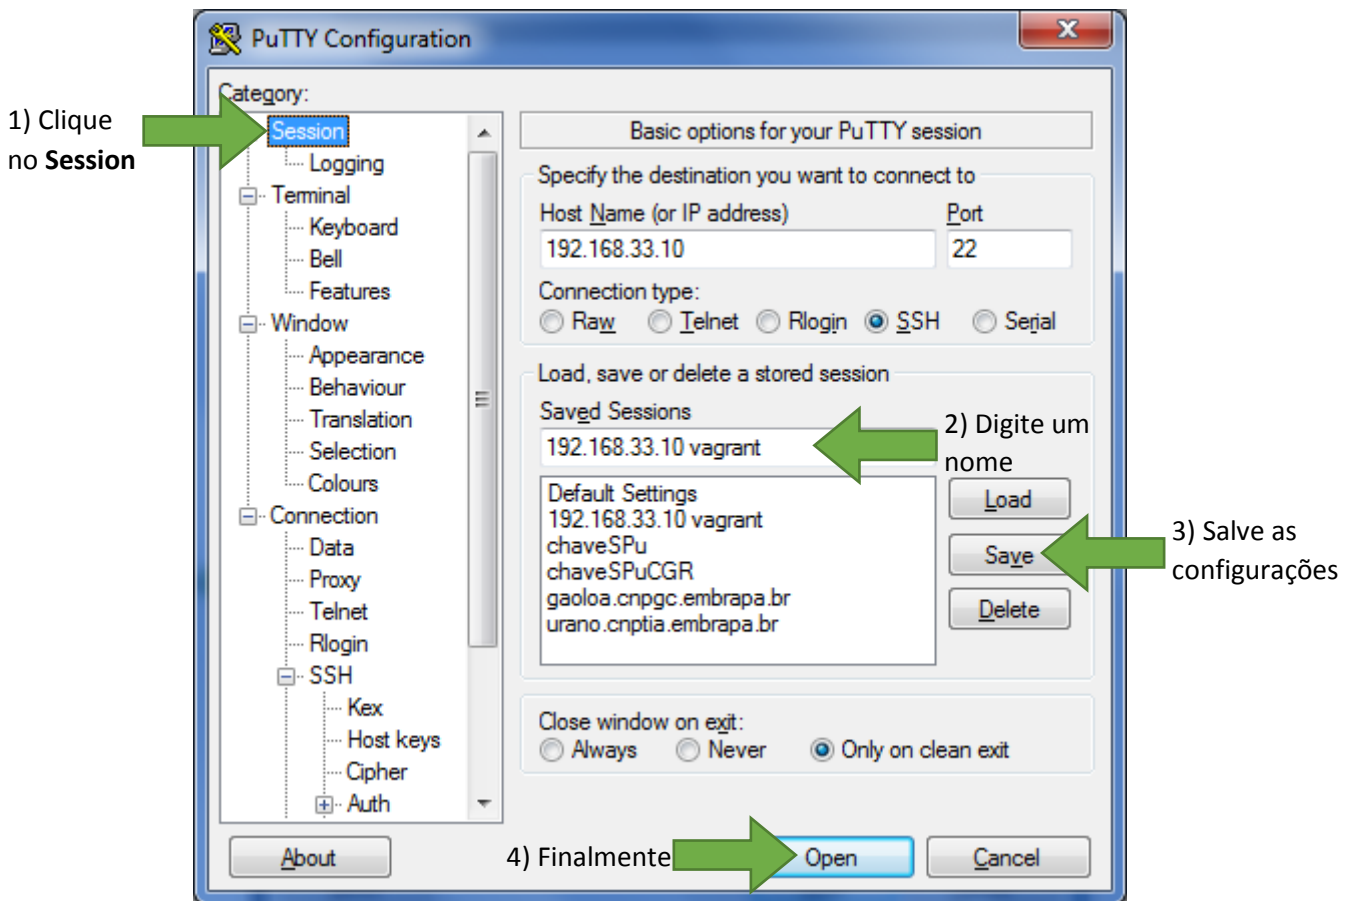 PuTTY Configuration
Category:
1) Clique
no Session
Session
Logging
Terminal
Keyboard
Bell
Features
Window
Appearance
Behaviour
Translation
Selection
Colours
Connection
Data
Proxy
Telnet
Rlogin
SSH
Kex
Host keys
Cipher
Auth
Basic options for your PuTTY session
Specify the destination you want to connect to
Host Name (or IP address) Port
192.168.33.10 22
Connection type:
Raw Telnet Rlogin SSH Serial
Load, save or delete a stored session
Saved Sessions
192.168.33.10 vagrant
2) Digite um
nome
Default Settings
192.168.33.10 vagrant
chaveSPu
chaveSPuCGR
gaoloa.cnpgc.embrapa.br
urano.cnptia.embrapa.br
Load
Save
Delete
3) Salve as
configurações
Close window on exit:
Always Never Only on clean exit
About
4) Finalmente
Open
Cancel